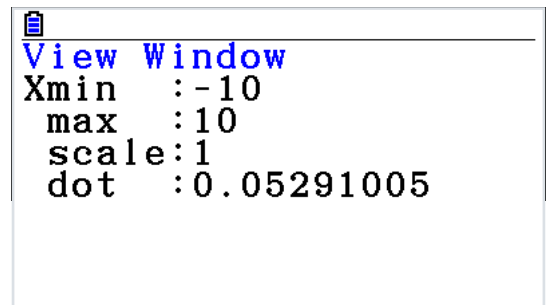 View Window
Xmin :-10
max :10
scale:1
dot :0.05291005